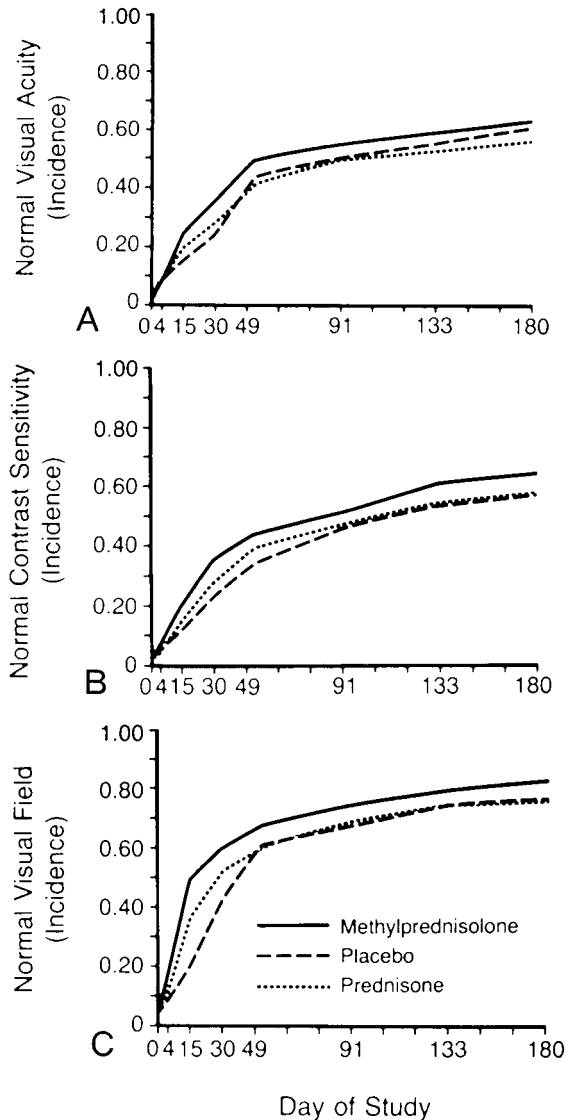 Normal Visual Acuity
(Incidence)
1.00
0.80
0.60
0.40
0.20
0
A
0 4 15 30 49 91 133 180
Normal Contrast Sensitivity
(Incidence)
1.00
0.80
0.60
0.40
0.20
0
B
0 4 15 30 49 91 133 180
Normal Visual Field
(Incidence)
1.00
0.80
0.60
0.40
0.20
0
Methylprednisolone
Placebo
Prednisone
C
0 4 15 30 49 91 133 180
Day of Study